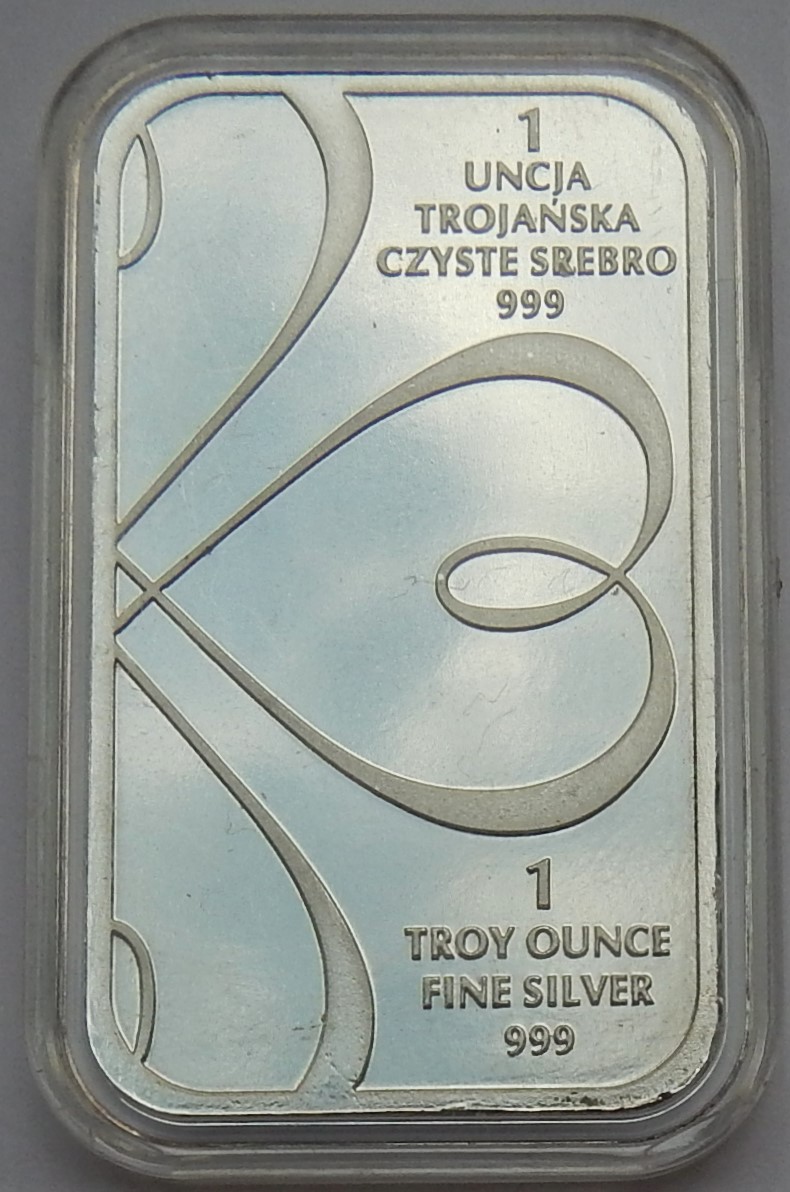 1
UNCJA
TROJAŃSKA
CZYSTE SREBRO
999
1
TROY OUNCE
FINE SILVER
999